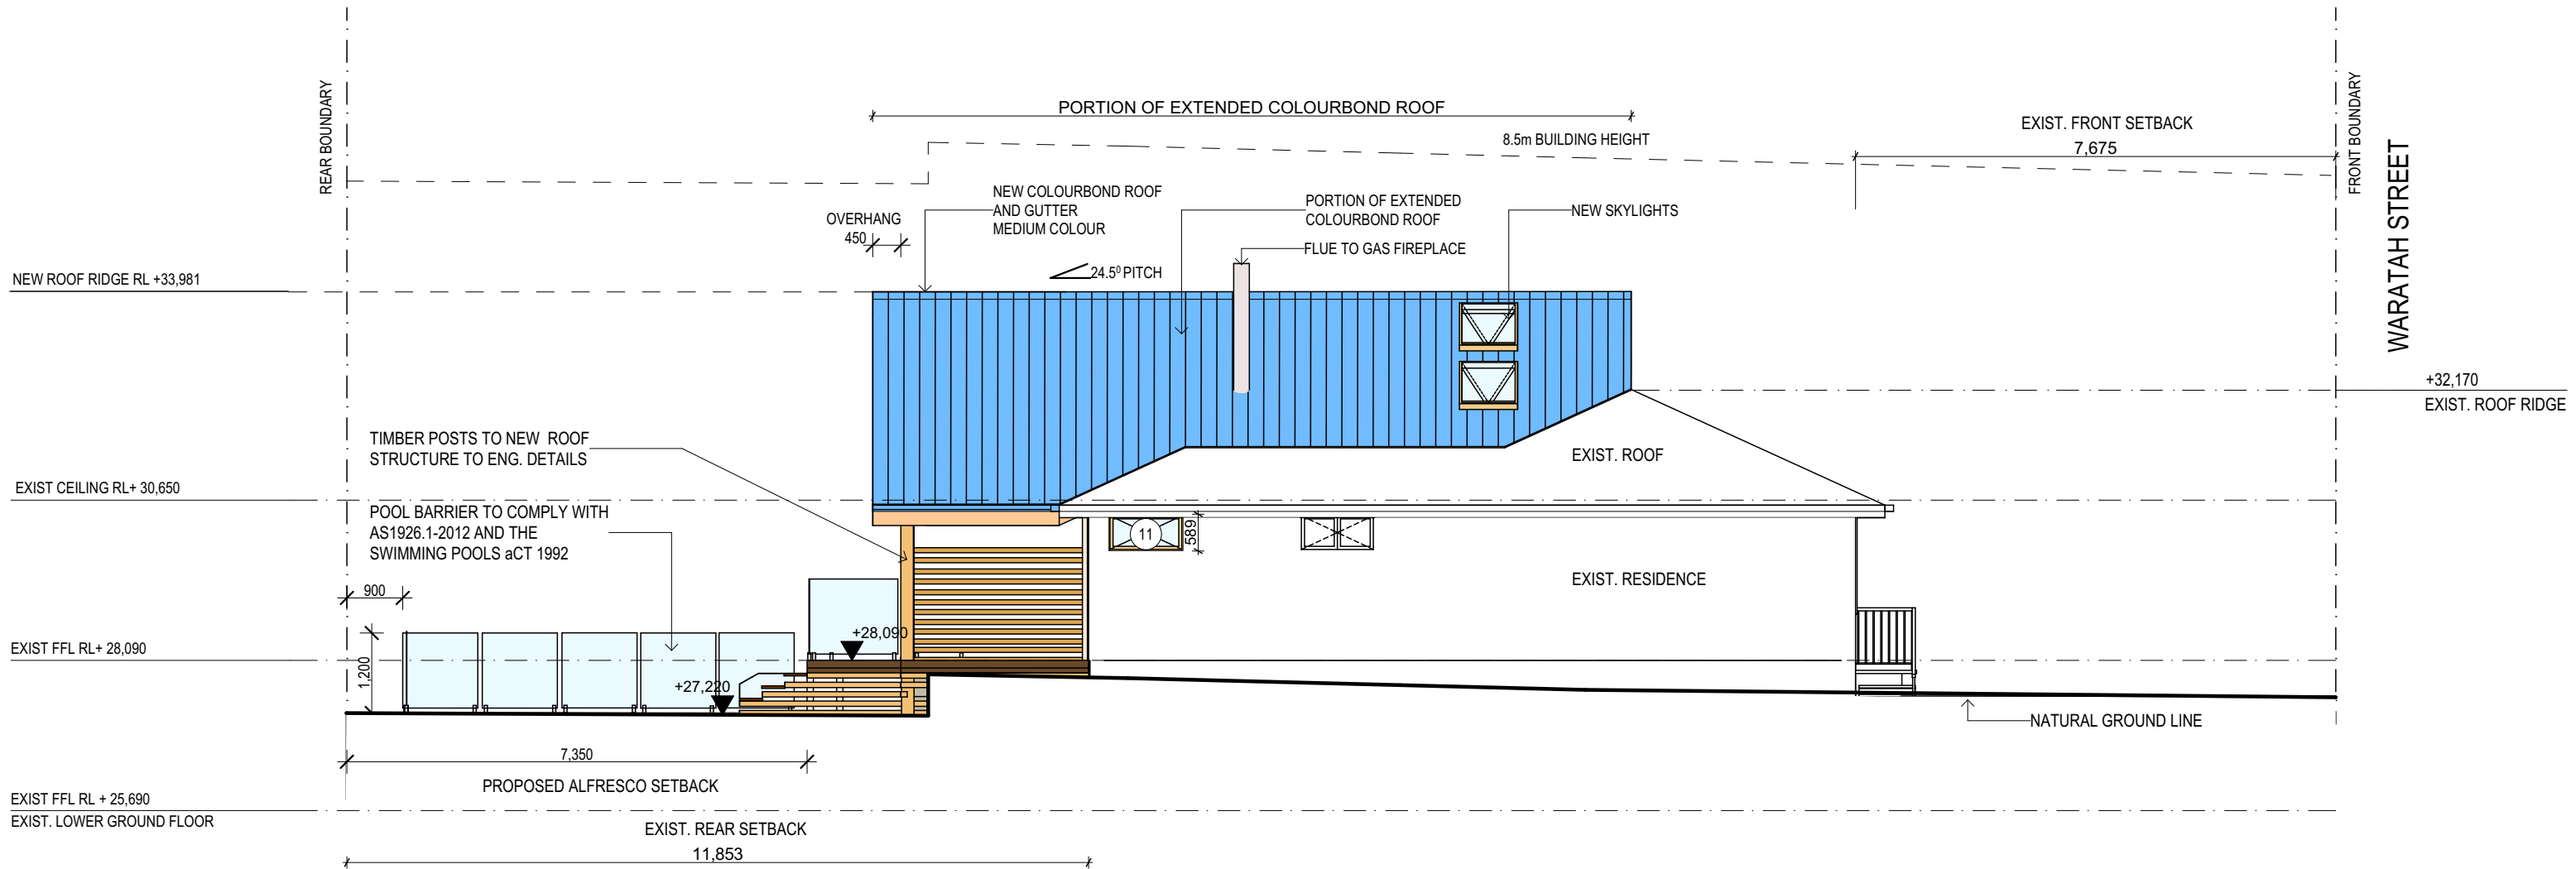 REAR BOUNDARY
PORTION OF EXTENDED COLOURBOND ROOF
8.5m BUILDING HEIGHT
EXIST. FRONT SETBACK
7,675
FRONT BOUNDARY
WARATAH STREET
OVERHANG
450
NEW COLOURBOND ROOF
AND GUTTER
MEDIUM COLOUR
PORTION OF EXTENDED
COLOURBOND ROOF
NEW SKYLIGHTS
FLUE TO GAS FIREPLACE
24.5⁰ PITCH
NEW ROOF RIDGE RL +33,981
+32,170
EXIST. ROOF RIDGE
TIMBER POSTS TO NEW ROOF
STRUCTURE TO ENG. DETAILS
EXIST. ROOF
EXIST CEILING RL+ 30,650
POOL BARRIER TO COMPLY WITH
AS1926.1-2012 AND THE
SWIMMING POOLS aCT 1992
11
589
EXIST. RESIDENCE
900
1,200
+28,090
EXIST FFL RL+ 28,090
+27,220
NATURAL GROUND LINE
7,350
PROPOSED ALFRESCO SETBACK
EXIST FFL RL + 25,690
EXIST. LOWER GROUND FLOOR
EXIST. REAR SETBACK
11,853